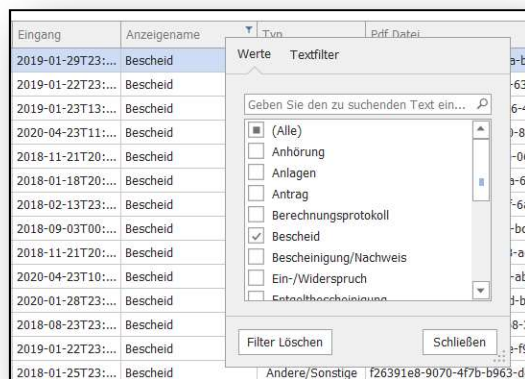 Eingang Anzeigename Typ Pdf Datei
2019-01-29T23:... Bescheid
2019-01-22T23:... Bescheid
2019-01-23T13:... Bescheid
2020-04-23T11:... Bescheid
2018-11-21T20:... Bescheid
2018-01-18T20:... Bescheid
2018-02-13T23:... Bescheid
2018-09-03T00:... Bescheid
2018-11-21T20:... Bescheid
2020-04-23T10:... Bescheid
2020-01-28T23:... Bescheid
2018-08-23T23:... Bescheid
2019-01-22T23:... Bescheid
2018-01-25T23:... Bescheid Andere/Sonstige f26391e8-9070-4f7b-b963-d
Werte Textfilter
Geben Sie den zu suchenden Text ein...
(Alle)
Anhörung
Anlagen
Antrag
Berechnungsprotokoll
Bescheid
Bescheinigung/Nachweis
Ein-/Widerspruch
Entgeltbescheinigung
Filter Löschen Schließen